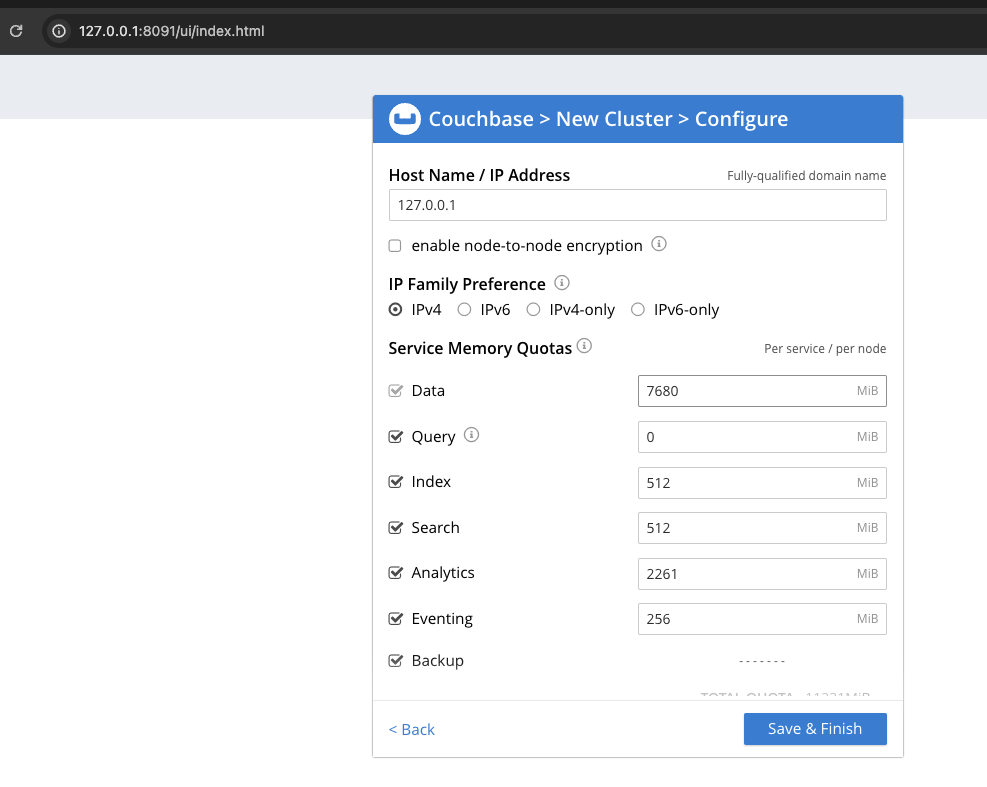 127.0.0.1:8091/ui/index.html
Couchbase > New Cluster > Configure
Host Name / IP Address Fully-qualified domain name
127.0.0.1
enable node-to-node encryption
IP Family Preference
IPv4 IPv6 IPv4-only IPv6-only
Service Memory Quotas Per service / per node
Data 7680 MiB
Query 0 MiB
Index 512 MiB
Search 512 MiB
Analytics 2261 MiB
Eventing 256 MiB
Backup -------
TOTAL QUOTA
< Back Save & Finish